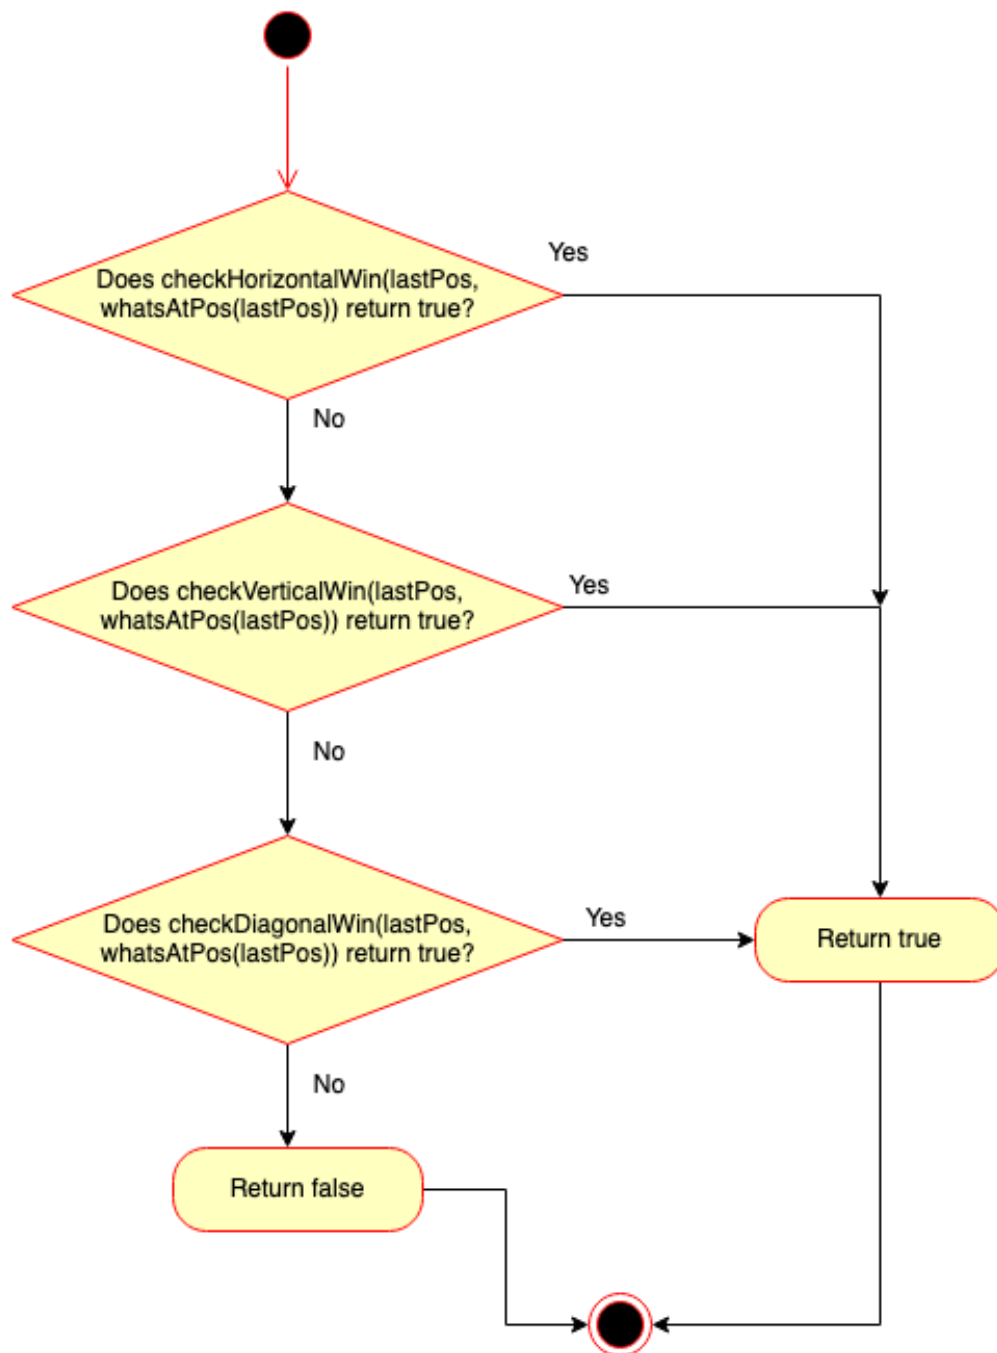 Yes
Does checkHorizontalWin(lastPos,
whatsAtPos(lastPos)) return true?
No
Yes
Does checkVerticalWin(lastPos,
whatsAtPos(lastPos)) return true?
No
Yes
Does checkDiagonalWin(lastPos,
whatsAtPos(lastPos)) return true?
Return true
No
Return false